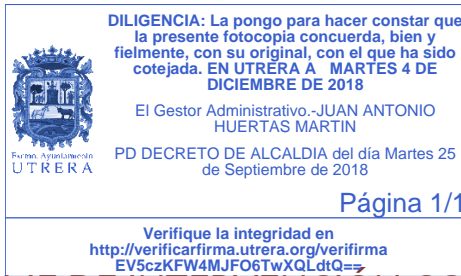 DILIGENCIA: La pongo para hacer constar que
la presente fotocopia concuerda, bien y
fielmente, con su original, con el que ha sido
cotejada. EN UTRERA A MARTES 4 DE
DICIEMBRE DE 2018
El Gestor Administrativo.-JUAN ANTONIO
HUERTAS MARTIN
Excmo. Ayuntamiento
UTRERA
PD DECRETO DE ALCALDIA del día Martes 25
de Septiembre de 2018
Página 1/1
Verifique la integridad en
http://verificarfirma.utrera.org/verifirma
EV5czKFW4MJFO6TwXQLdtQ==